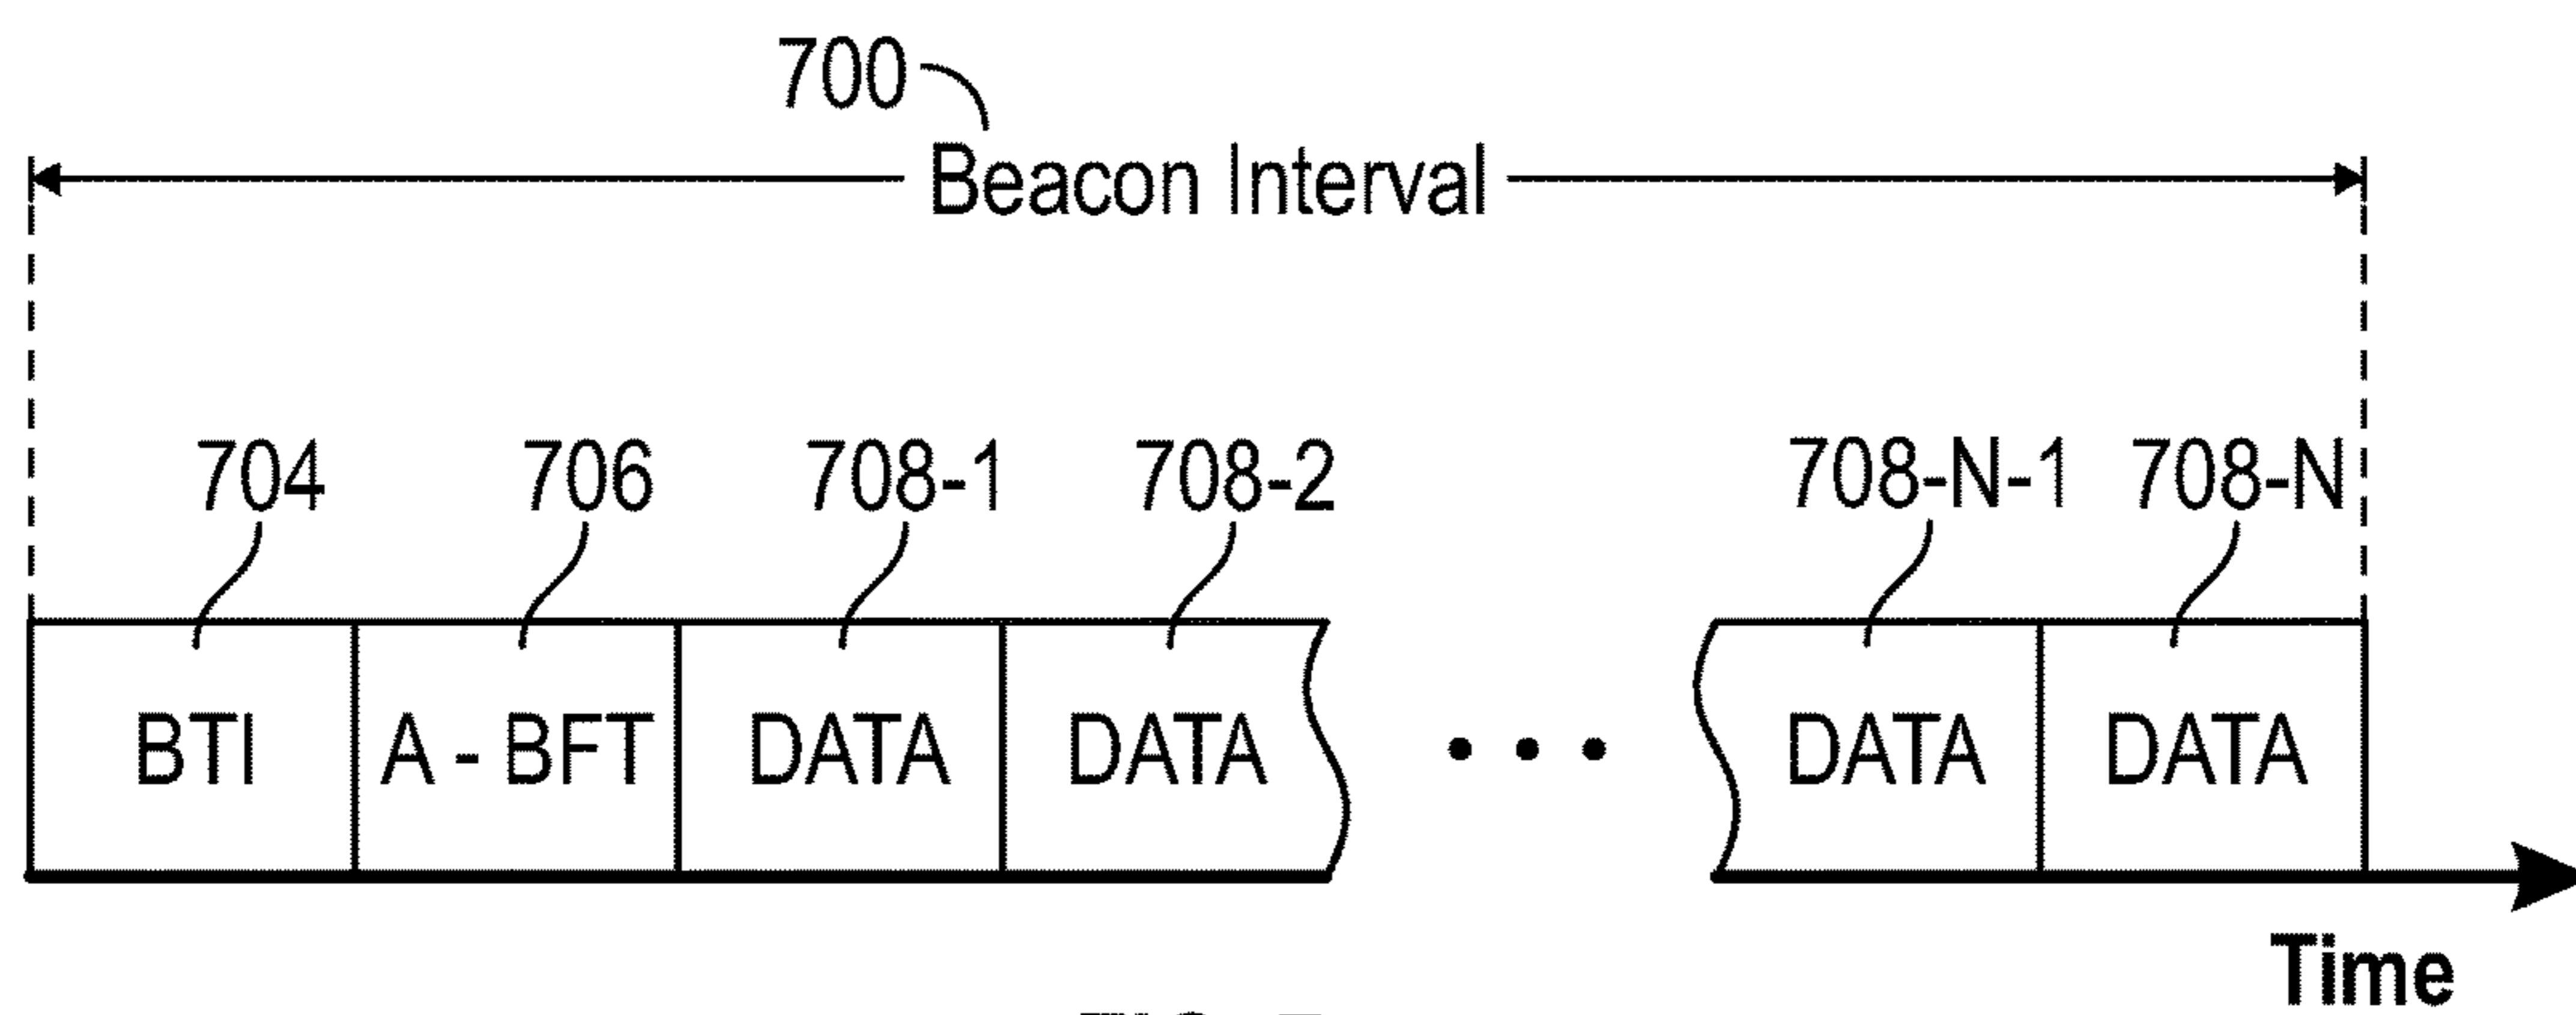 700
Beacon Interval
704 706 708-1 708-2 708-N-1 708-N
BTI A - BFT DATA DATA • • • DATA DATA
Time